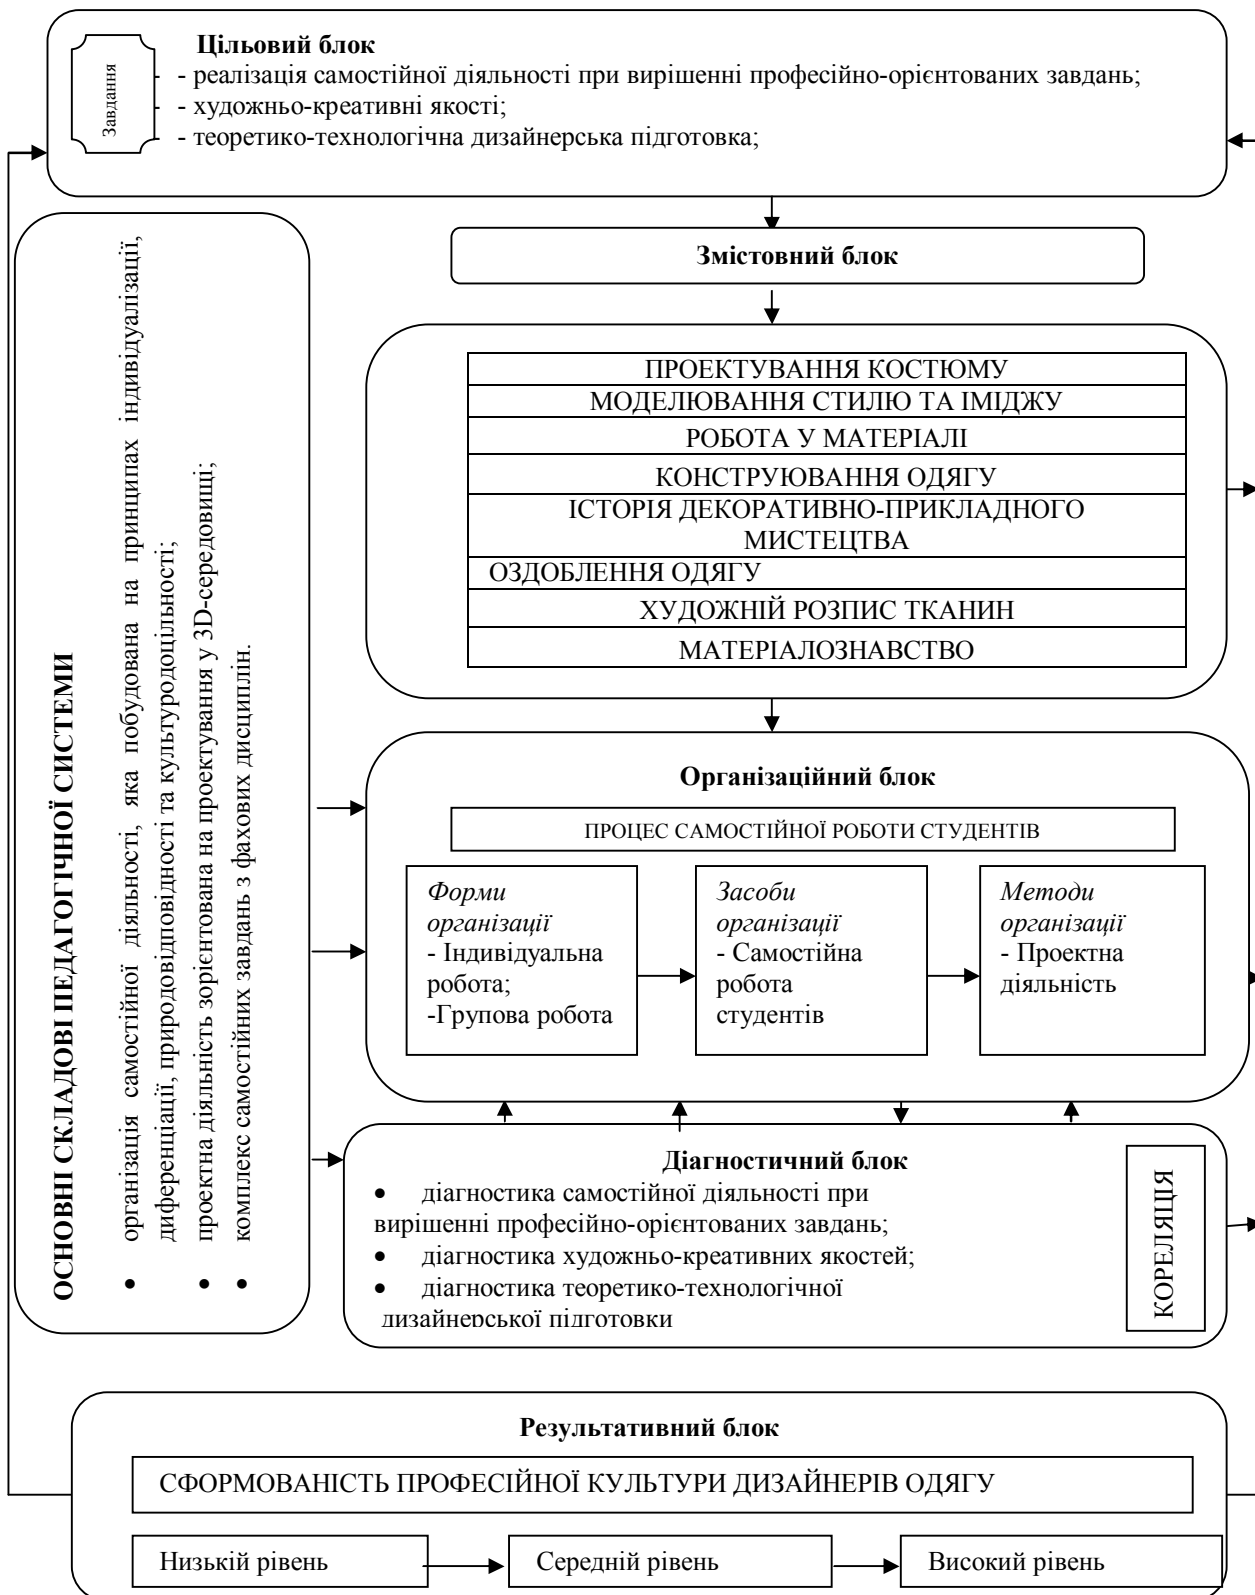 Цільовий блок
Завдання
- реалізація самостійної діяльності при вирішенні професійно-орієнтованих завдань;
- художньо-креативні якості;
- теоретико-технологічна дизайнерська підготовка;
ОСНОВНІ СКЛАДОВІ ПЕДАГОГІЧНОЇ СИСТЕМИ
• організація самостійної діяльності, яка побудована на принципах індивідуалізації,
диференціації, природовідповідності та культуродоцільності;
• проектна діяльність зорієнтована на проектування у 3D-середовищі;
• комплекс самостійних завдань з фахових дисциплін.
Змістовний блок
ПРОЕКТУВАННЯ КОСТЮМУ
МОДЕЛЮВАННЯ СТИЛЮ ТА ІМІДЖУ
РОБОТА У МАТЕРІАЛІ
КОНСТРУЮВАННЯ ОДЯГУ
ІСТОРІЯ ДЕКОРАТИВНО-ПРИКЛАДНОГО
МИСТЕЦТВА
ОЗДОБЛЕННЯ ОДЯГУ
ХУДОЖНІЙ РОЗПИС ТКАНИН
МАТЕРІАЛОЗНАВСТВО
Організаційний блок
ПРОЦЕС САМОСТІЙНОЇ РОБОТИ СТУДЕНТІВ
Форми
організації
- Індивідуальна
робота;
-Групова робота
Засоби
організації
- Самостійна
робота
студентів
Методи
організації
- Проектна
діяльність
Діагностичний блок
• діагностика самостійної діяльності при
вирішенні професійно-орієнтованих завдань;
• діагностика художньо-креативних якостей;
• діагностика теоретико-технологічної
дизайнерської підготовки
КОРЕЛЯЦІЯ
Результативний блок
СФОРМОВАНІСТЬ ПРОФЕСІЙНОЇ КУЛЬТУРИ ДИЗАЙНЕРІВ ОДЯГУ
Низькій рівень
Середній рівень
Високий рівень